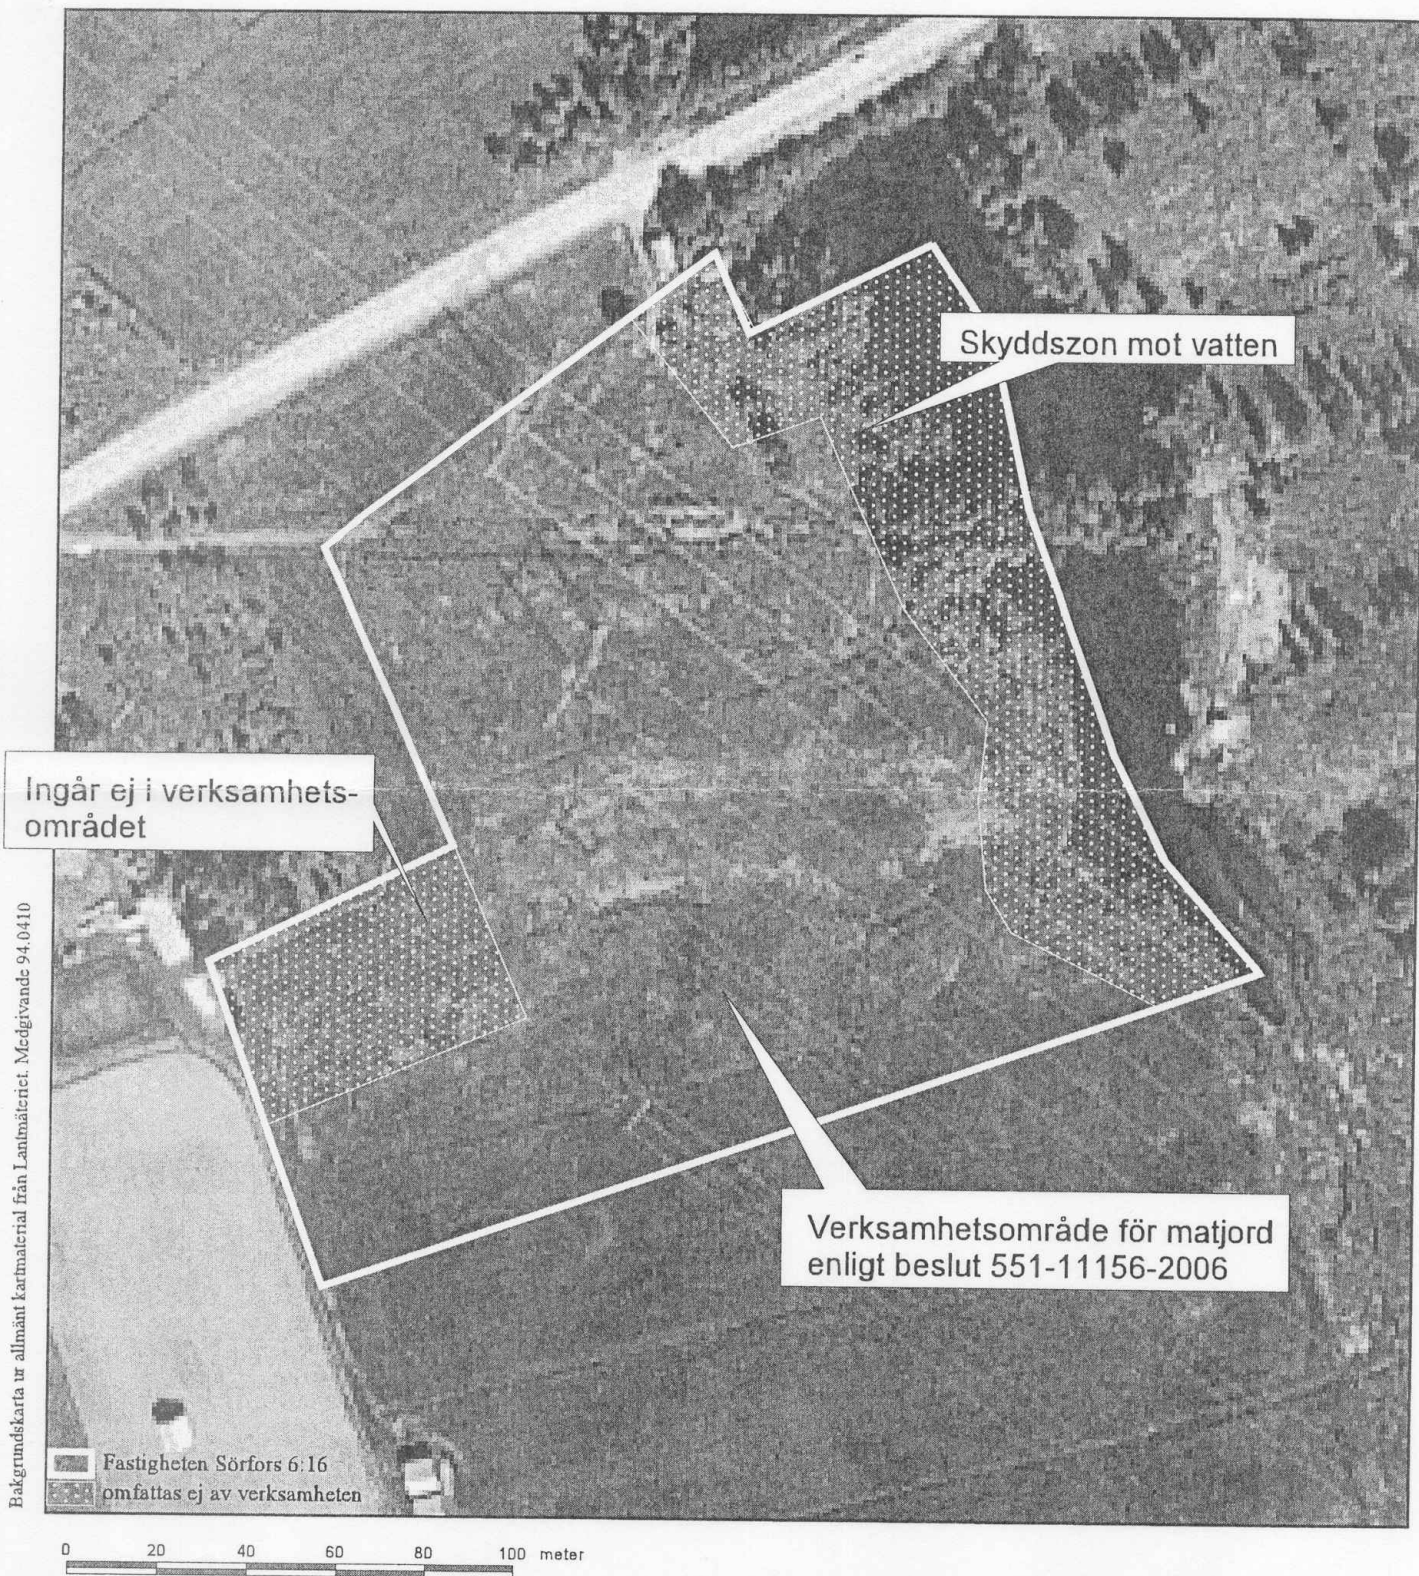 Skyddszon mot vatten
Ingår ej i verksamhets-
området
Verksamhetsområde för matjord
enligt beslut 551-11156-2006
Bakgrundskarta ur allmänt kartmaterial från Lantmäteriet. Medgivande 94.0410
Fastigheten Sörfors 6:16
omfattas ej av verksamheten
0 20 40 60 80 100 meter